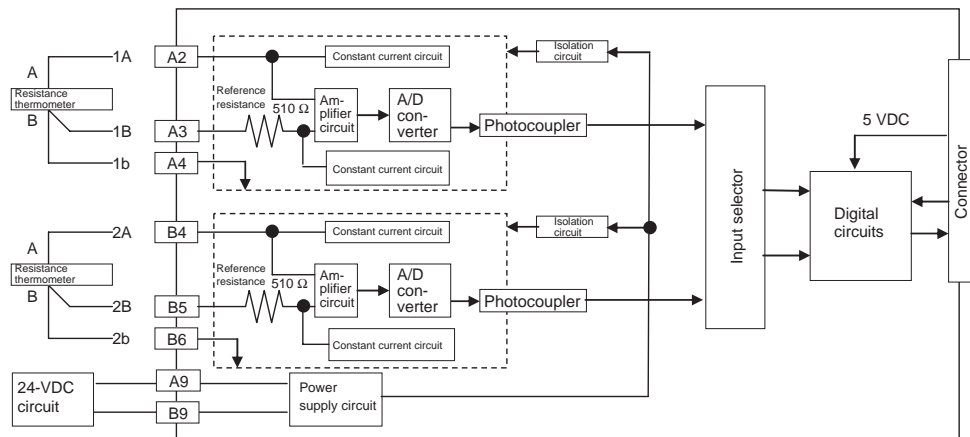 1A
A2
Constant current circuit
Isolation
circuit
A
Resistance
thermometer
B
Reference
resistance
510 Ω
Am-
plifier
circuit
A/D
con-
verter
1B
A3
Photocoupler
5 VDC
Connector
1b
A4
Constant current circuit
Input selector
Digital
circuits
2A
B4
Constant current circuit
Isolation
circuit
A
Resistance
thermometer
B
Reference
resistance
510 Ω
Am-
plifier
circuit
A/D
con-
verter
2B
B5
Photocoupler
2b
B6
Constant current circuit
24-VDC
circuit
A9
B9
Power
supply circuit